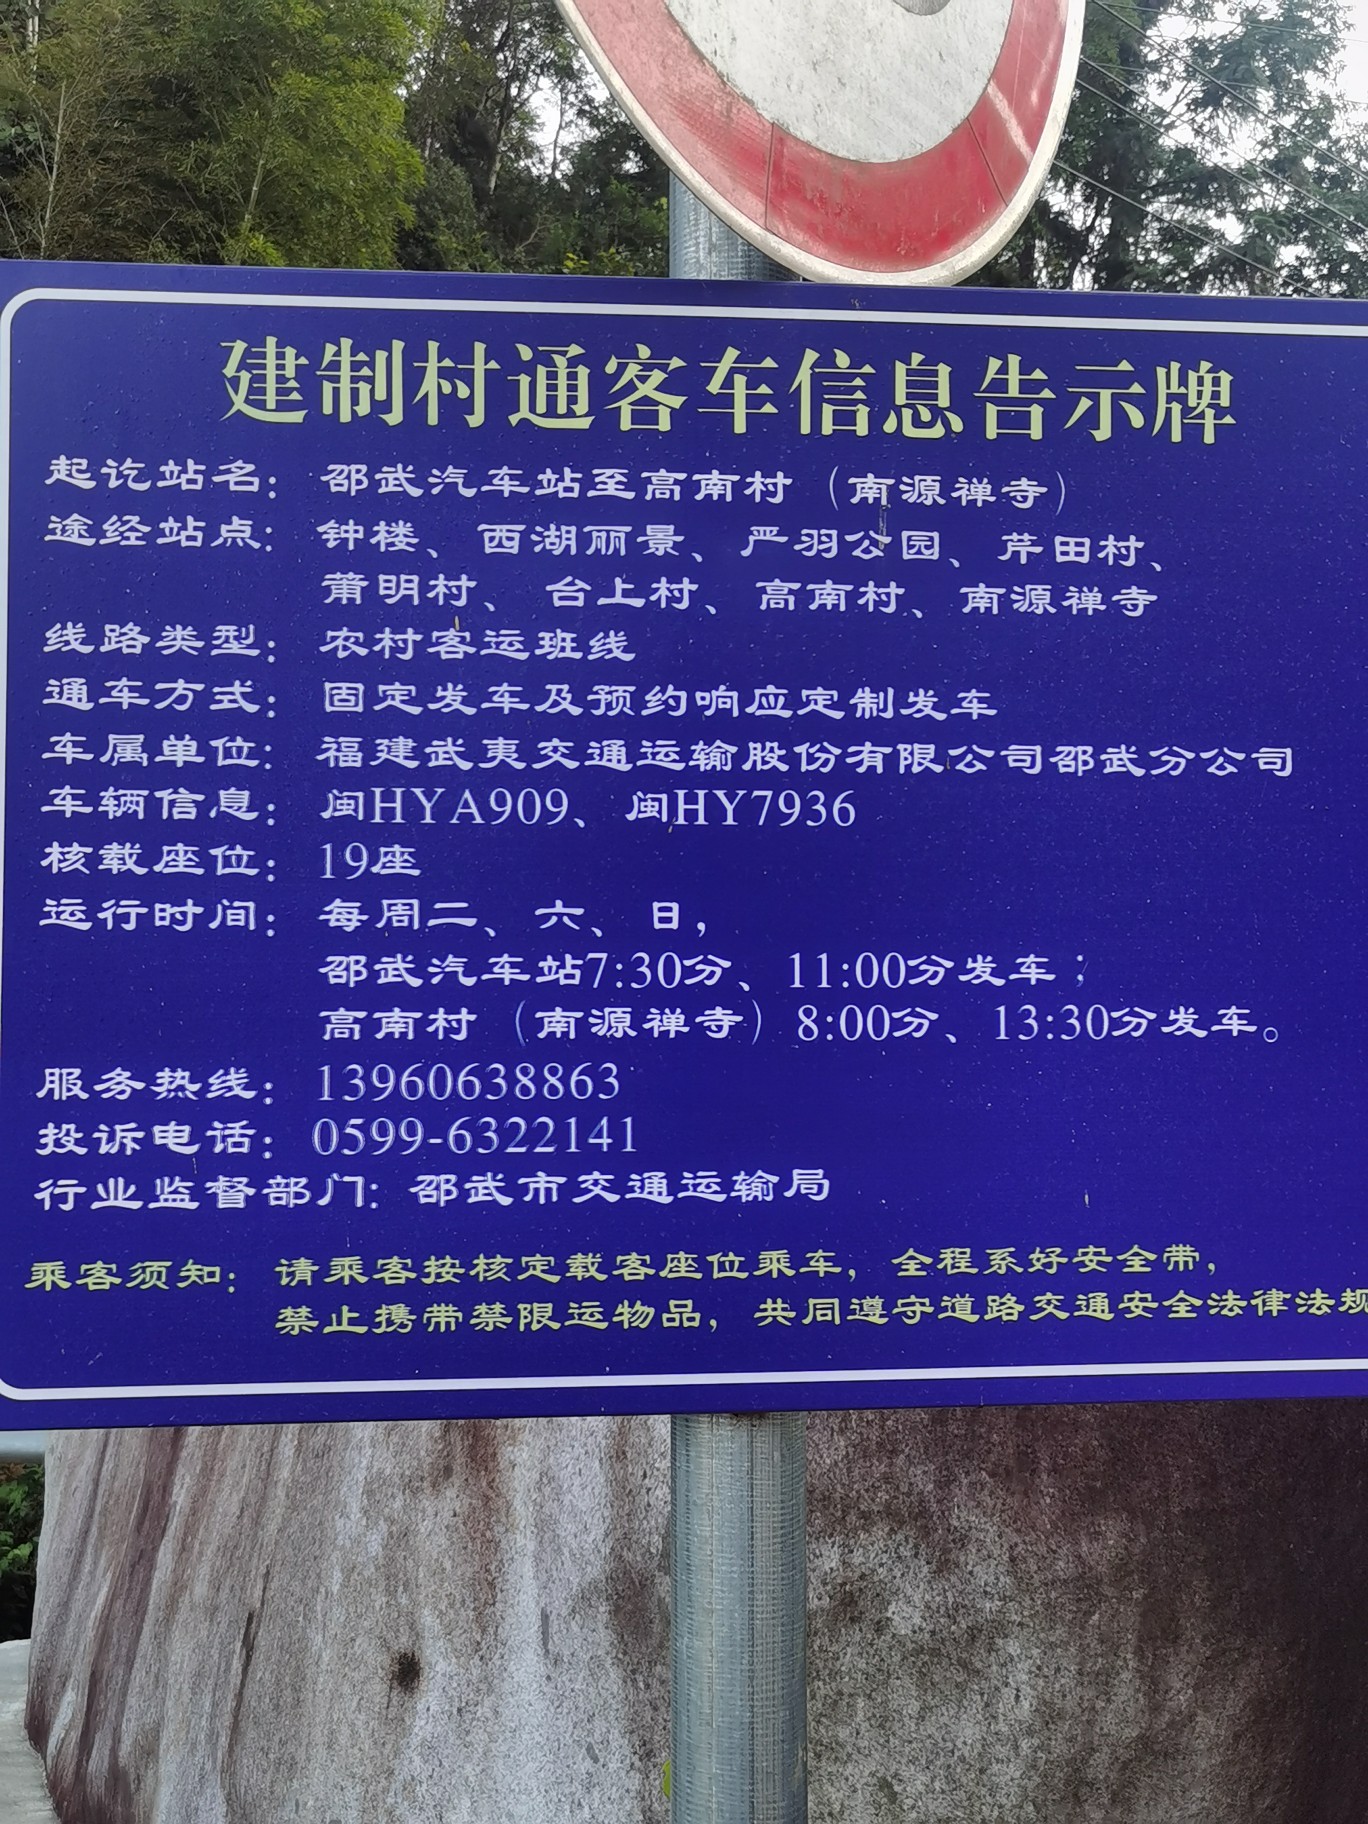 建制村通客车信息告示牌
起讫站名：邵武汽车站至高南村（南源禅寺）
途经站点：钟楼、西湖丽景、严羽公园、芹田村、
莆明村、台上村、高南村、南源禅寺
线路类型：农村客运班线
通车方式：固定发车及预约响应定制发车
车属单位：福建武夷交通运输股份有限公司邵武分公司
车辆信息：闽HYA909、闽HY7936
核载座位：19座
运行时间：每周二、六、日，
邵武汽车站7:30分、11:00分发车；
高南村（南源禅寺）8:00分、13:30分发车。
服务热线：13960638863
投诉电话：0599-6322141
行业监督部门：邵武市交通运输局
乘客须知：请乘客按核定载客座位乘车，全程系好安全带，
禁止携带禁限运物品，共同遵守道路交通安全法律法规